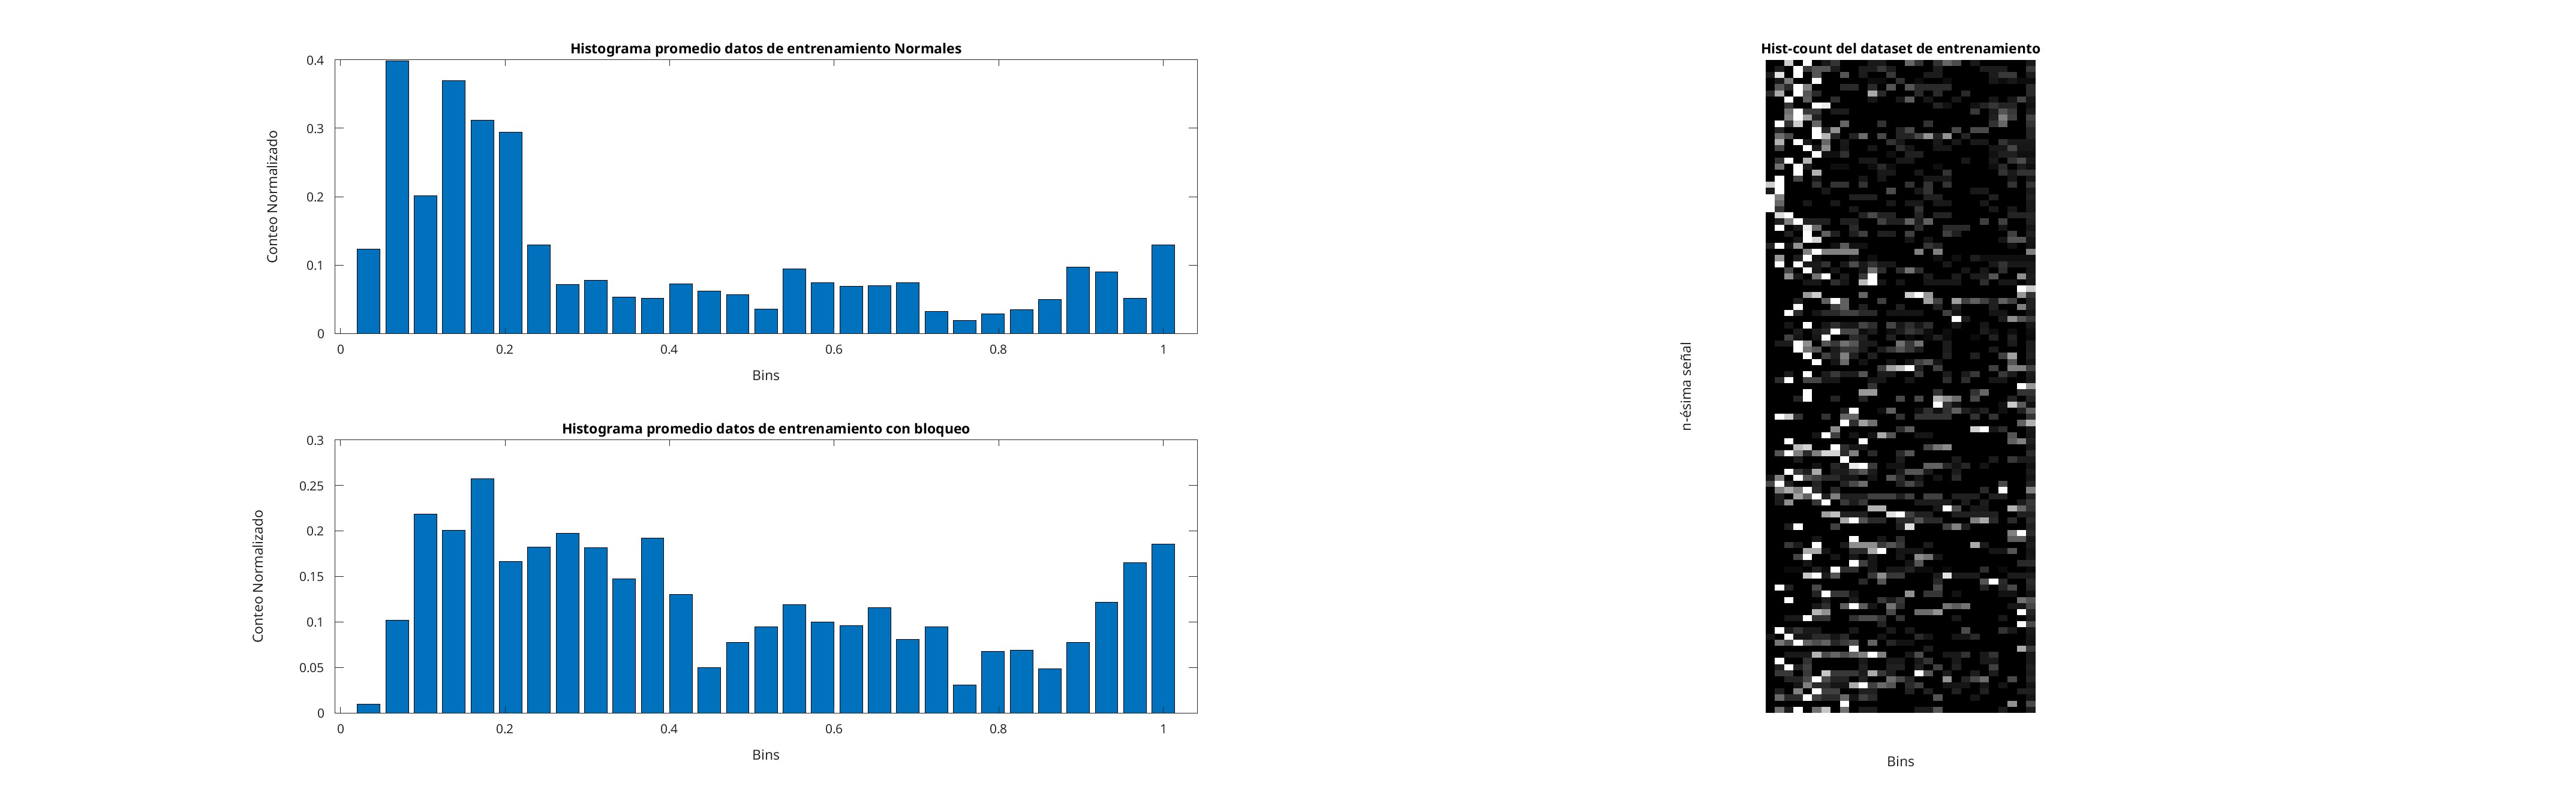 Histograma promedio datos de entrenamiento Normales
0.4
0.3
0.2
0.1
0
Conteo Normalizado
0 0.2 0.4 0.6 0.8 1
Bins
Histograma promedio datos de entrenamiento con bloqueo
0.3
0.25
0.2
0.15
0.1
0.05
0
Conteo Normalizado
0 0.2 0.4 0.6 0.8 1
Bins
Hist-count del dataset de entrenamiento
n-ésima señal
Bins